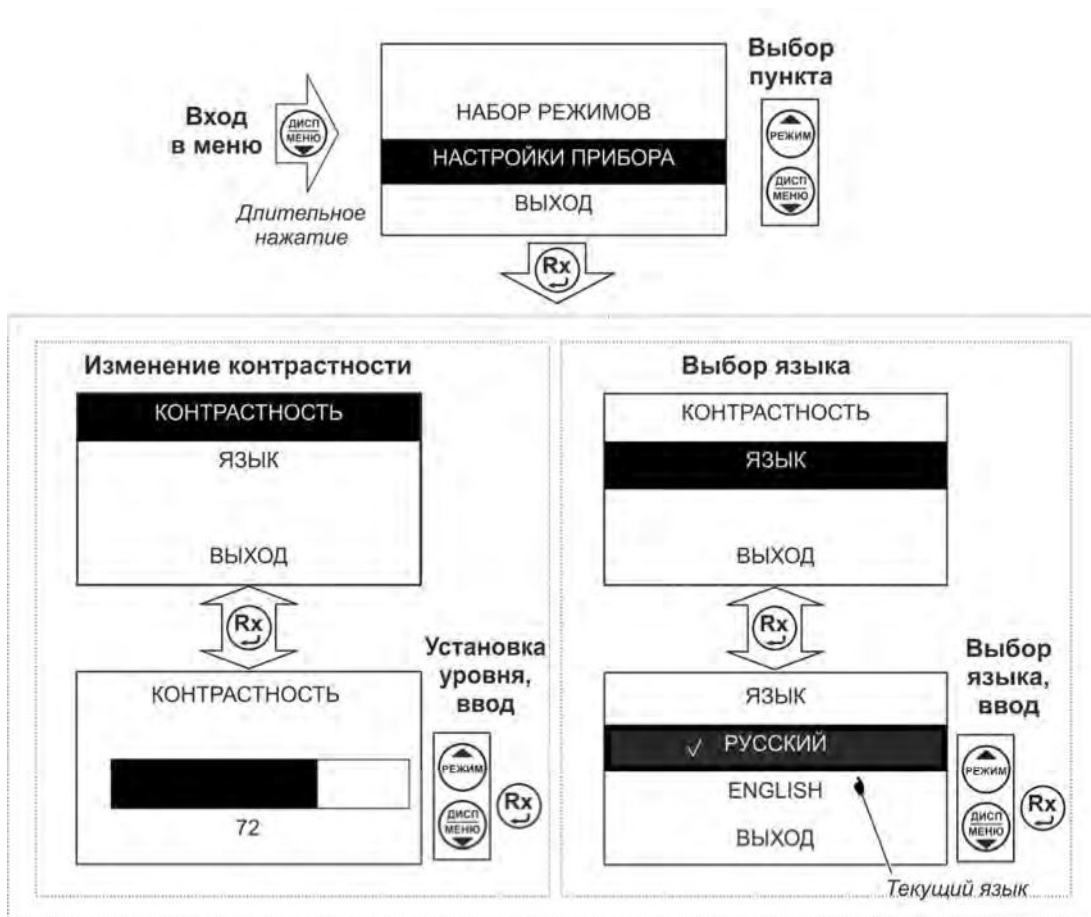 Вход
в меню
ДИСП
МЕНЮ
Длительное
нажатие
НАБОР РЕЖИМОВ
НАСТРОЙКИ ПРИБОРА
ВЫХОД
Выбор
пункта
РЕЖИМ
ДИСП
МЕНЮ
Rx
Изменение контрастности
КОНТРАСТНОСТЬ
ЯЗЫК
ВЫХОД
Rx
КОНТРАСТНОСТЬ
72
Установка
уровня,
ввод
РЕЖИМ
ДИСП
МЕНЮ
Rx
Выбор языка
КОНТРАСТНОСТЬ
ЯЗЫК
ВЫХОД
Rx
ЯЗЫК
✓ РУССКИЙ
ENGLISH
ВЫХОД
Выбор
языка,
ввод
РЕЖИМ
ДИСП
МЕНЮ
Rx
Текущий язык